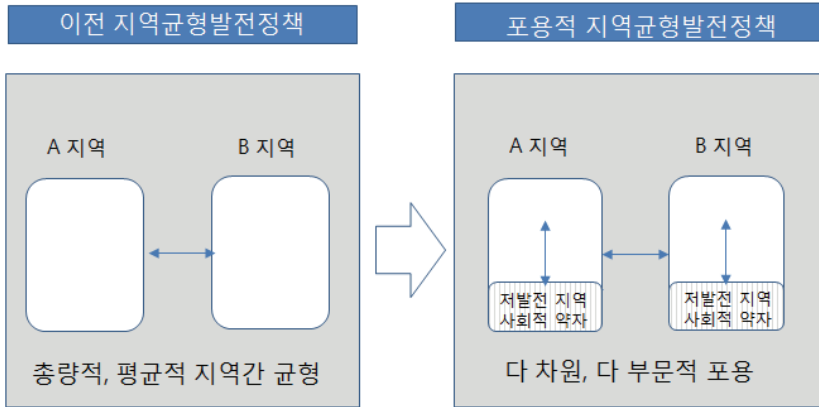 이전 지역균형발전정책
A 지역
B 지역
총량적, 평균적 지역간 균형
포용적 지역균형발전정책
A 지역
B 지역
저발전 지역
사회적 약자
저발전 지역
사회적 약자
다 차원, 다 부문적 포용